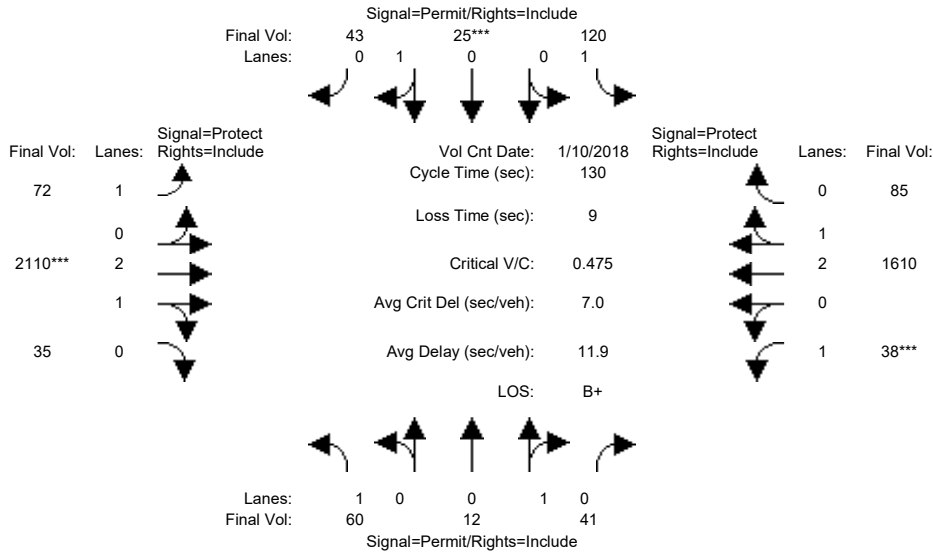 Signal=Permit/Rights=Include
Final Vol: 43 25*** 120
Lanes: 0 1 0 0 1
Signal=Protect
Final Vol: Lanes: Rights=Include
Vol Cnt Date: 1/10/2018
Signal=Protect
Rights=Include Lanes: Final Vol:
Cycle Time (sec): 130
72 1
0 85
Loss Time (sec): 9
0
1
2110*** 2
Critical V/C: 0.475
2 1610
1
Avg Crit Del (sec/veh): 7.0
0
35 0
Avg Delay (sec/veh): 11.9
1 38***
LOS: B+
Lanes: 1 0 0 1 0
Final Vol: 60 12 41
Signal=Permit/Rights=Include